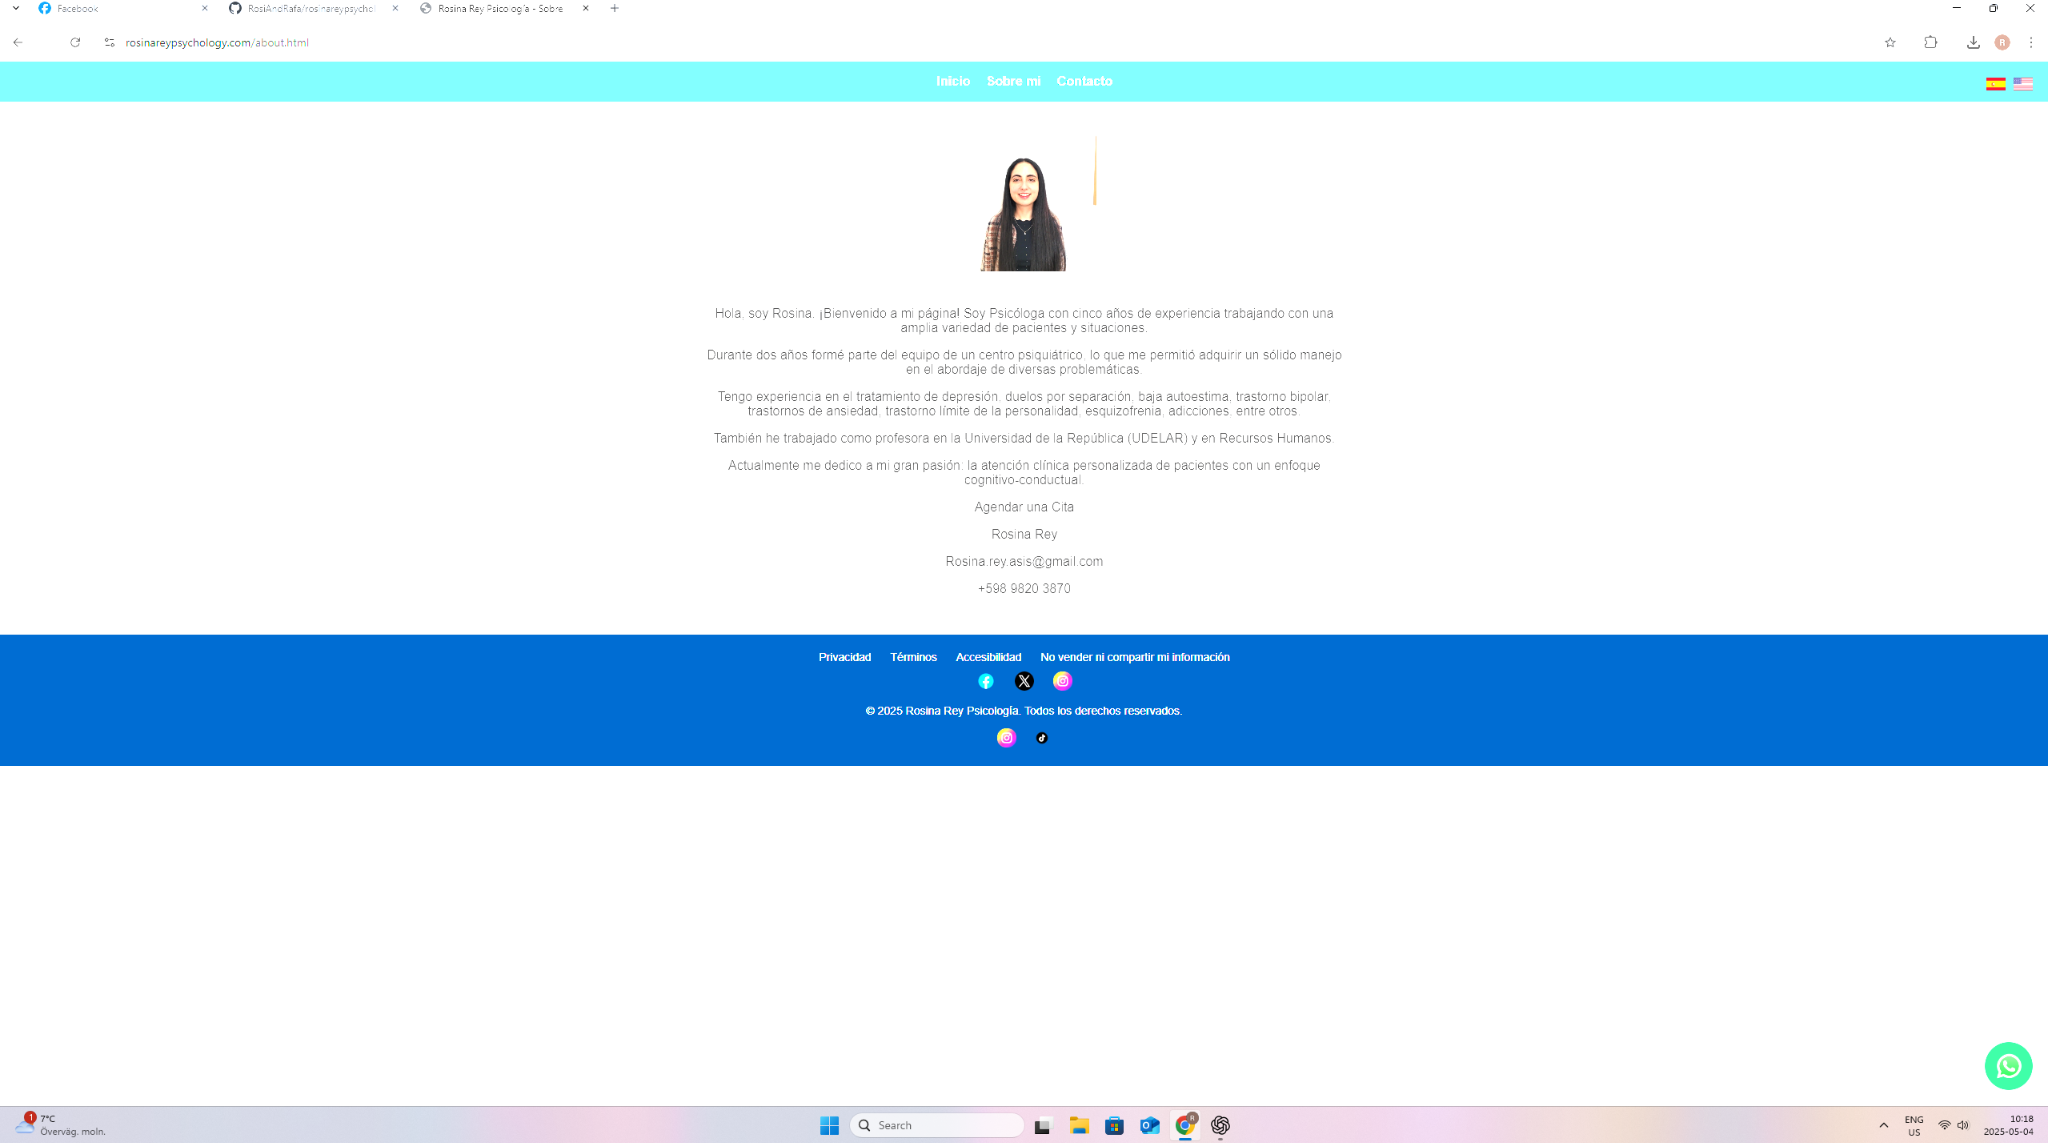 Facebook
RosiAndRafa/rosinareypsychol
Rosina Rey Psicología - Sobre
rosinareypsychology.com/about.html
Inicio Sobre mi Contacto
Hola, soy Rosina. ¡Bienvenido a mi página! Soy Psicóloga con cinco años de experiencia trabajando con una
amplia variedad de pacientes y situaciones.
Durante dos años formé parte del equipo de un centro psiquiátrico, lo que me permitió adquirir un sólido manejo
en el abordaje de diversas problemáticas.
Tengo experiencia en el tratamiento de depresión, duelos por separación, baja autoestima, trastorno bipolar,
trastornos de ansiedad, trastorno límite de la personalidad, esquizofrenia, adicciones, entre otros.
También he trabajado como profesora en la Universidad de la República (UDELAR) y en Recursos Humanos.
Actualmente me dedico a mi gran pasión: la atención clínica personalizada de pacientes con un enfoque
cognitivo-conductual.
Agendar una Cita
Rosina Rey
Rosina.rey.asis@gmail.com
+598 9820 3870
Privacidad Términos Accesibilidad No vender ni compartir mi información
© 2025 Rosina Rey Psicología. Todos los derechos reservados.
1
7°C
Överväg. moln.
Search
ENG
US
10:18
2025-05-04